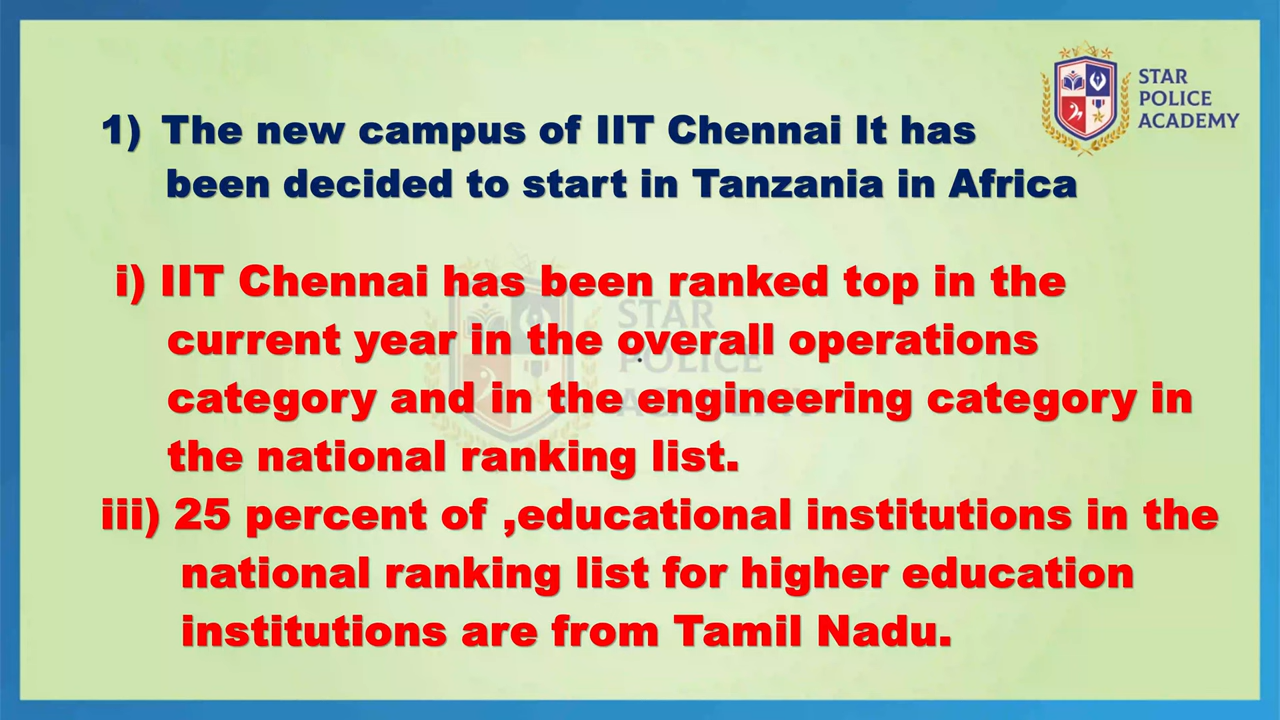 STAR
POLICE
ACADEMY
1) The new campus of IIT Chennai It has
been decided to start in Tanzania in Africa
i) IIT Chennai has been ranked top in the
current year in the overall operations
category and in the engineering category in
the national ranking list.
iii) 25 percent of ,educational institutions in the
national ranking list for higher education
institutions are from Tamil Nadu.
STAR
POLICE
ACADEMY